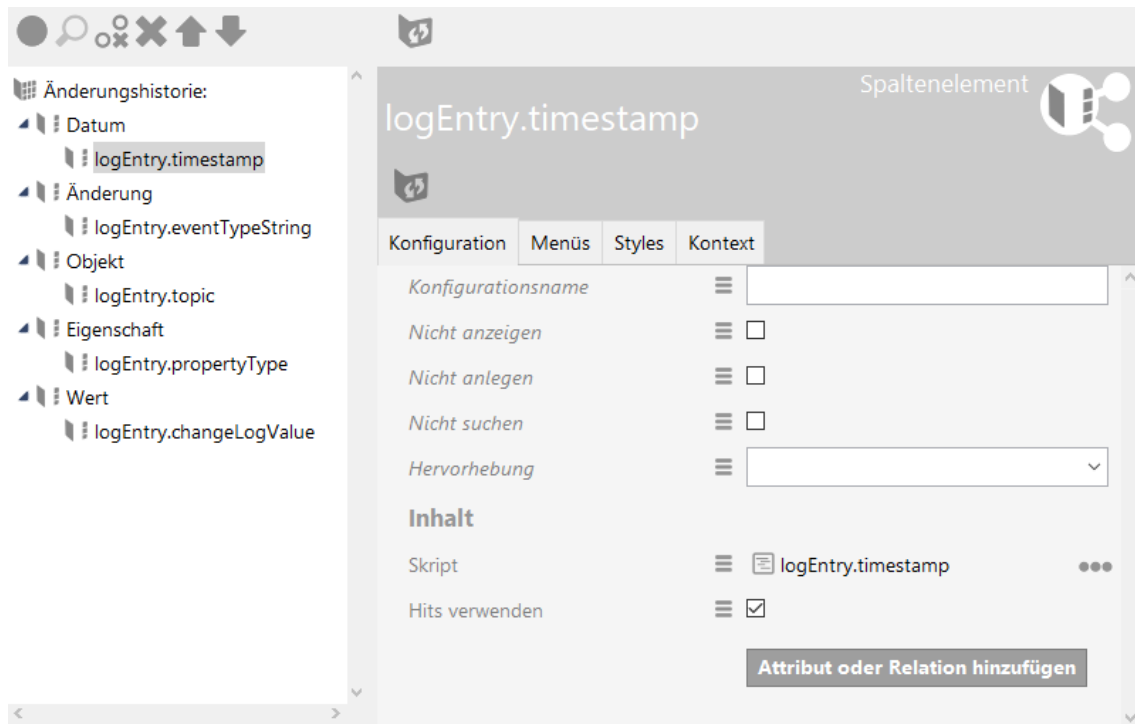 Änderungshistorie:
Datum
logEntry.timestamp
Änderung
logEntry.eventTypeString
Objekt
logEntry.topic
Eigenschaft
logEntry.propertyType
Wert
logEntry.changeLogValue
Spaltenelement
logEntry.timestamp
Konfiguration Menüs Styles Kontext
Konfigurationsname
Nicht anzeigen
Nicht anlegen
Nicht suchen
Hervorhebung
Inhalt
Skript logEntry.timestamp
Hits verwenden
Attribut oder Relation hinzufügen